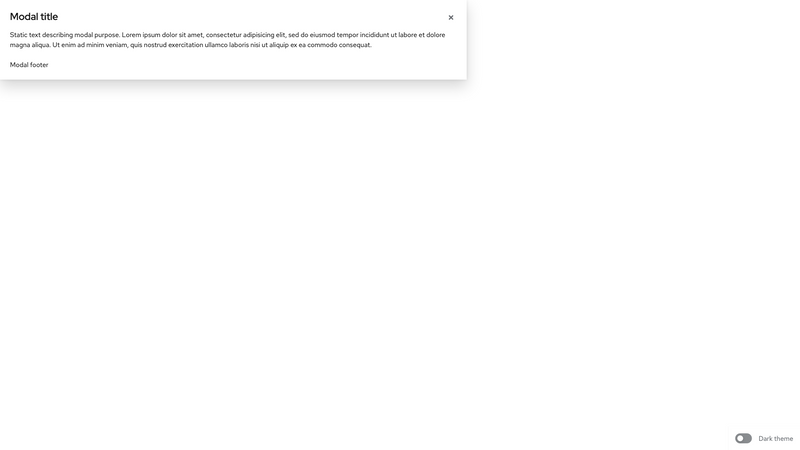 Modal title
Static text describing modal purpose. Lorem ipsum dolor sit amet, consectetur adipisicing elit, sed do eiusmod tempor incididunt ut labore et dolore
magna aliqua. Ut enim ad minim veniam, quis nostrud exercitation ullamco laboris nisi ut aliquip ex ea commodo consequat.
Modal footer
Dark theme